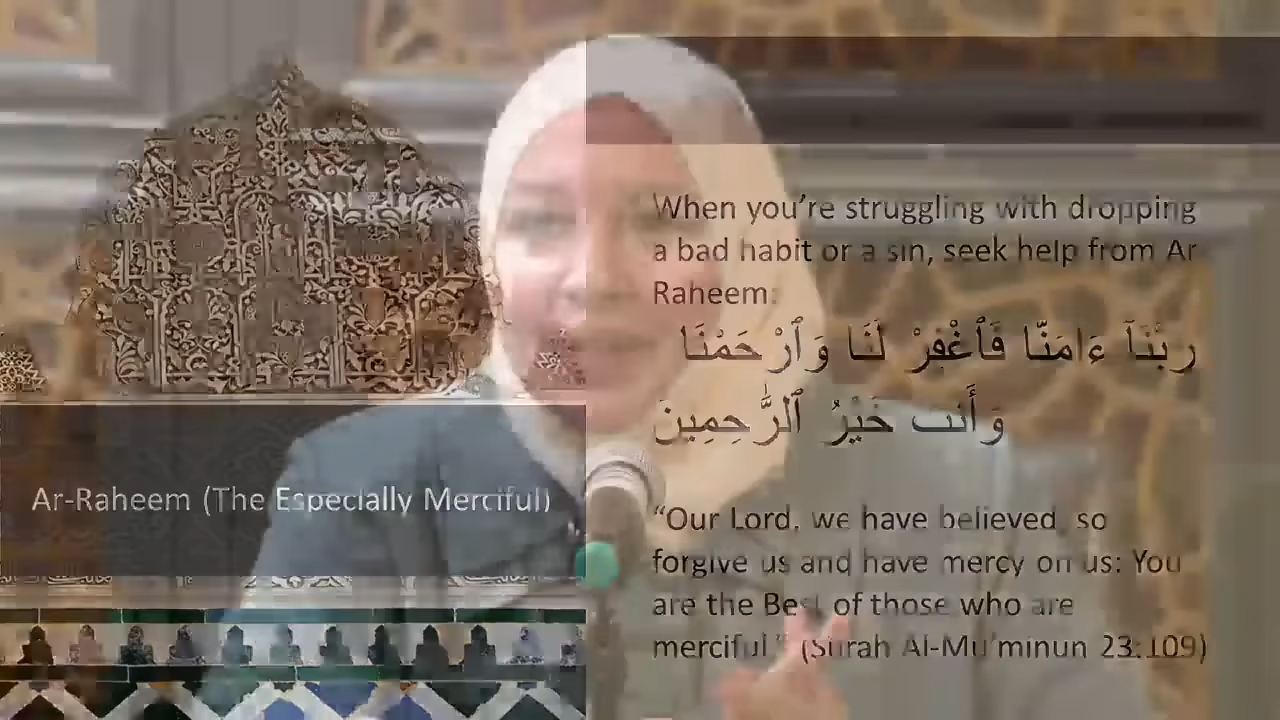 Ar-Raheem (The Especially Merciful)
When you’re struggling with dropping
a bad habit or a sin, seek help from Ar
Raheem:
رَبَّنَآ ءَامَنَّا فَٱغْفِرْ لَنَا وَٱرْحَمْنَا
وَأَنتَ خَيْرُ ٱلرَّٰحِمِينَ
“Our Lord, we have believed, so
forgive us and have mercy on us: You
are the Best of those who are
merciful” (Surah Al-Mu’minun 23:109)